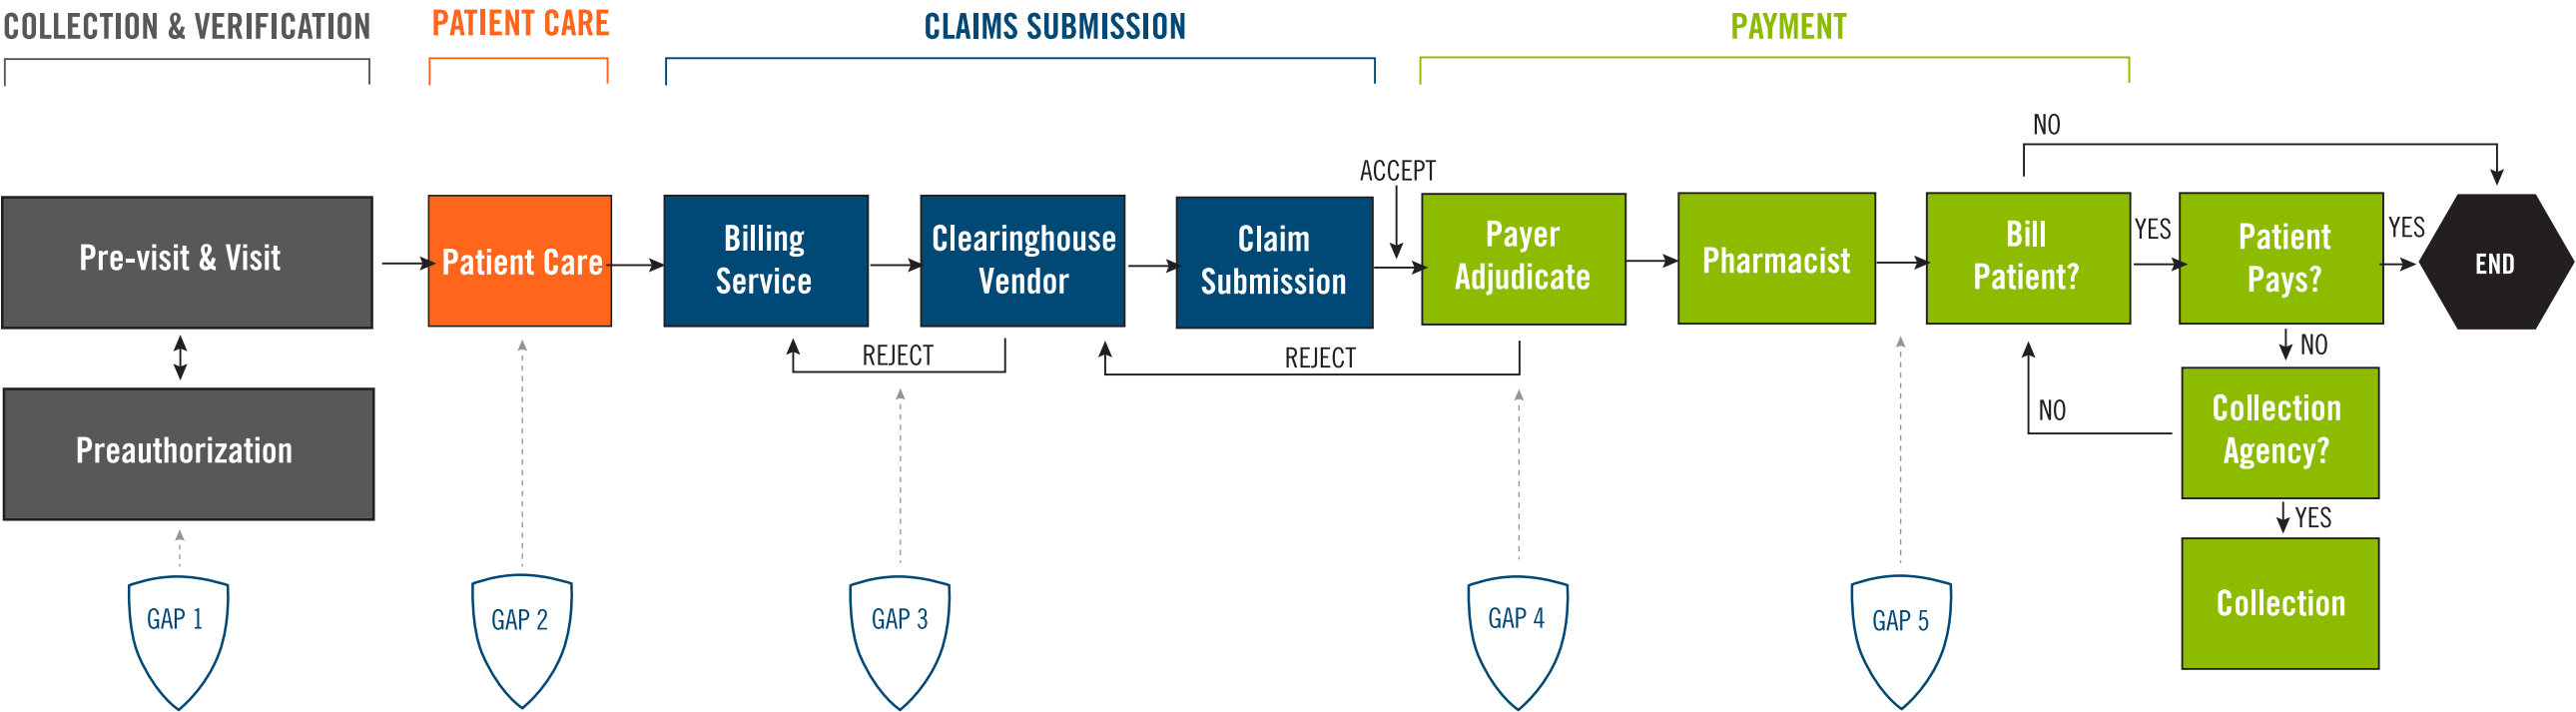 COLLECTION & VERIFICATION
PATIENT CARE
CLAIMS SUBMISSION
PAYMENT
NO
ACCEPT
Pre-visit & Visit
Patient Care
Billing
Service
Clearinghouse
Vendor
Claim
Submission
Payer
Adjudicate
Pharmacist
Bill
Patient?
YES
Patient
Pays?
YES
END
REJECT
REJECT
NO
Preauthorization
NO
Collection
Agency?
YES
Collection
GAP 1
GAP 2
GAP 3
GAP 4
GAP 5